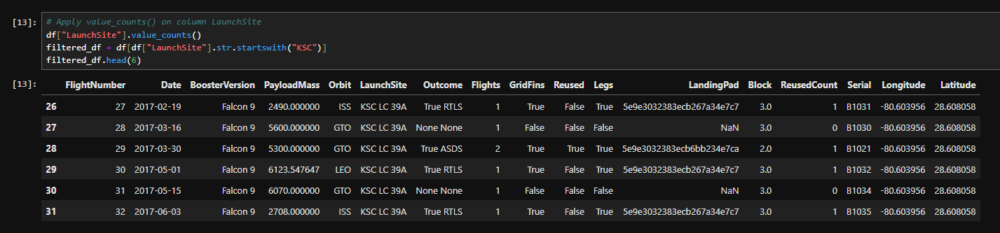 [13]: # Apply value_counts() on column LaunchSite
df["LaunchSite"].value_counts()
filtered_df = df[df["LaunchSite"].str.startswith("KSC")]
filtered_df.head(6)
[13]: FlightNumber Date BoosterVersion PayloadMass Orbit LaunchSite Outcome Flights GridFins Reused Legs LandingPad Block ReusedCount Serial Longitude Latitude
26 27 2017-02-19 Falcon 9 2490.000000 ISS KSC LC 39A True RTLS 1 True False True 5e9e3032383ecb267a34e7c7 3.0 1 B1031 -80.603956 28.608058
27 28 2017-03-16 Falcon 9 5600.000000 GTO KSC LC 39A None None 1 False False False NaN 3.0 0 B1030 -80.603956 28.608058
28 29 2017-03-30 Falcon 9 5300.000000 GTO KSC LC 39A True ASDS 2 True True True 5e9e3032383ecb6bb234e7ca 2.0 1 B1021 -80.603956 28.608058
29 30 2017-05-01 Falcon 9 6123.547647 LEO KSC LC 39A True RTLS 1 True False True 5e9e3032383ecb267a34e7c7 3.0 1 B1032 -80.603956 28.608058
30 31 2017-05-15 Falcon 9 6070.000000 GTO KSC LC 39A None None 1 False False False NaN 3.0 0 B1034 -80.603956 28.608058
31 32 2017-06-03 Falcon 9 2708.000000 ISS KSC LC 39A True RTLS 1 True False True 5e9e3032383ecb267a34e7c7 3.0 1 B1035 -80.603956 28.608058